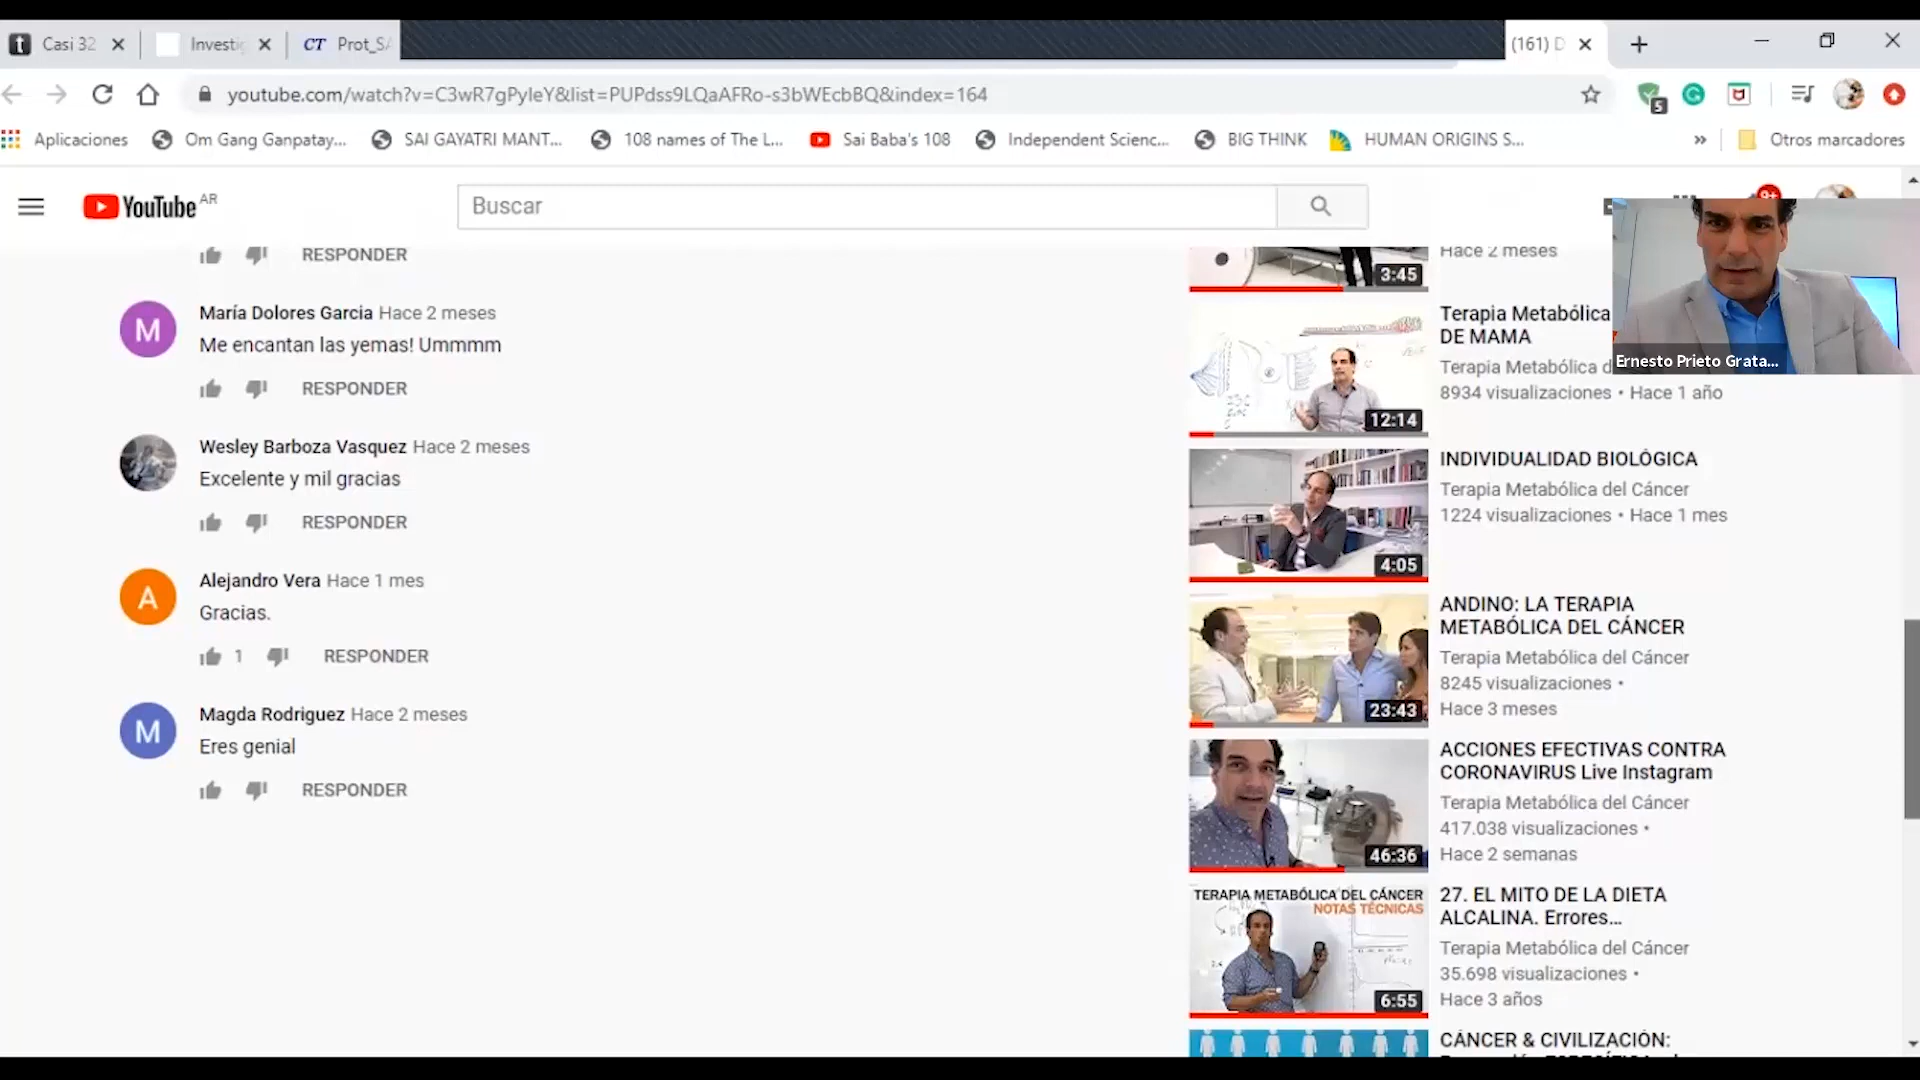 Casi 32
Investi
CT Prot_SA
(161) D
youtube.com/watch?v=C3wR7gPyIeY&list=PUPdss9LQaAFRo-s3bWEcbBQ&index=164
5
Aplicaciones
Om Gang Ganpatay...
SAI GAYATRI MANT...
108 names of The L...
Sai Baba's 108
Independent Scienc...
BIG THINK
HUMAN ORIGINS S...
»
Otros marcadores
YouTube AR
Buscar
9+
RESPONDER
María Dolores Garcia Hace 2 meses
Me encantan las yemas! Ummmm
RESPONDER
Wesley Barboza Vasquez Hace 2 meses
Excelente y mil gracias
RESPONDER
Alejandro Vera Hace 1 mes
Gracias.
1 RESPONDER
Magda Rodriguez Hace 2 meses
Eres genial
RESPONDER
M
A
M
3:45
Hace 2 meses
Ernesto Prieto Grata...
12:14
Terapia Metabólica
DE MAMA
Terapia Metabólica d
8934 visualizaciones • Hace 1 año
4:05
INDIVIDUALIDAD BIOLÓGICA
Terapia Metabólica del Cáncer
1224 visualizaciones • Hace 1 mes
23:43
ANDINO: LA TERAPIA
METABÓLICA DEL CÁNCER
Terapia Metabólica del Cáncer
8245 visualizaciones •
Hace 3 meses
46:36
ACCIONES EFECTIVAS CONTRA
CORONAVIRUS Live Instagram
Terapia Metabólica del Cáncer
417.038 visualizaciones •
Hace 2 semanas
TERAPIA METABÓLICA DEL CÁNCER
NOTAS TÉCNICAS
6:55
27. EL MITO DE LA DIETA
ALCALINA. Errores...
Terapia Metabólica del Cáncer
35.698 visualizaciones •
Hace 3 años
CÁNCER & CIVILIZACIÓN: